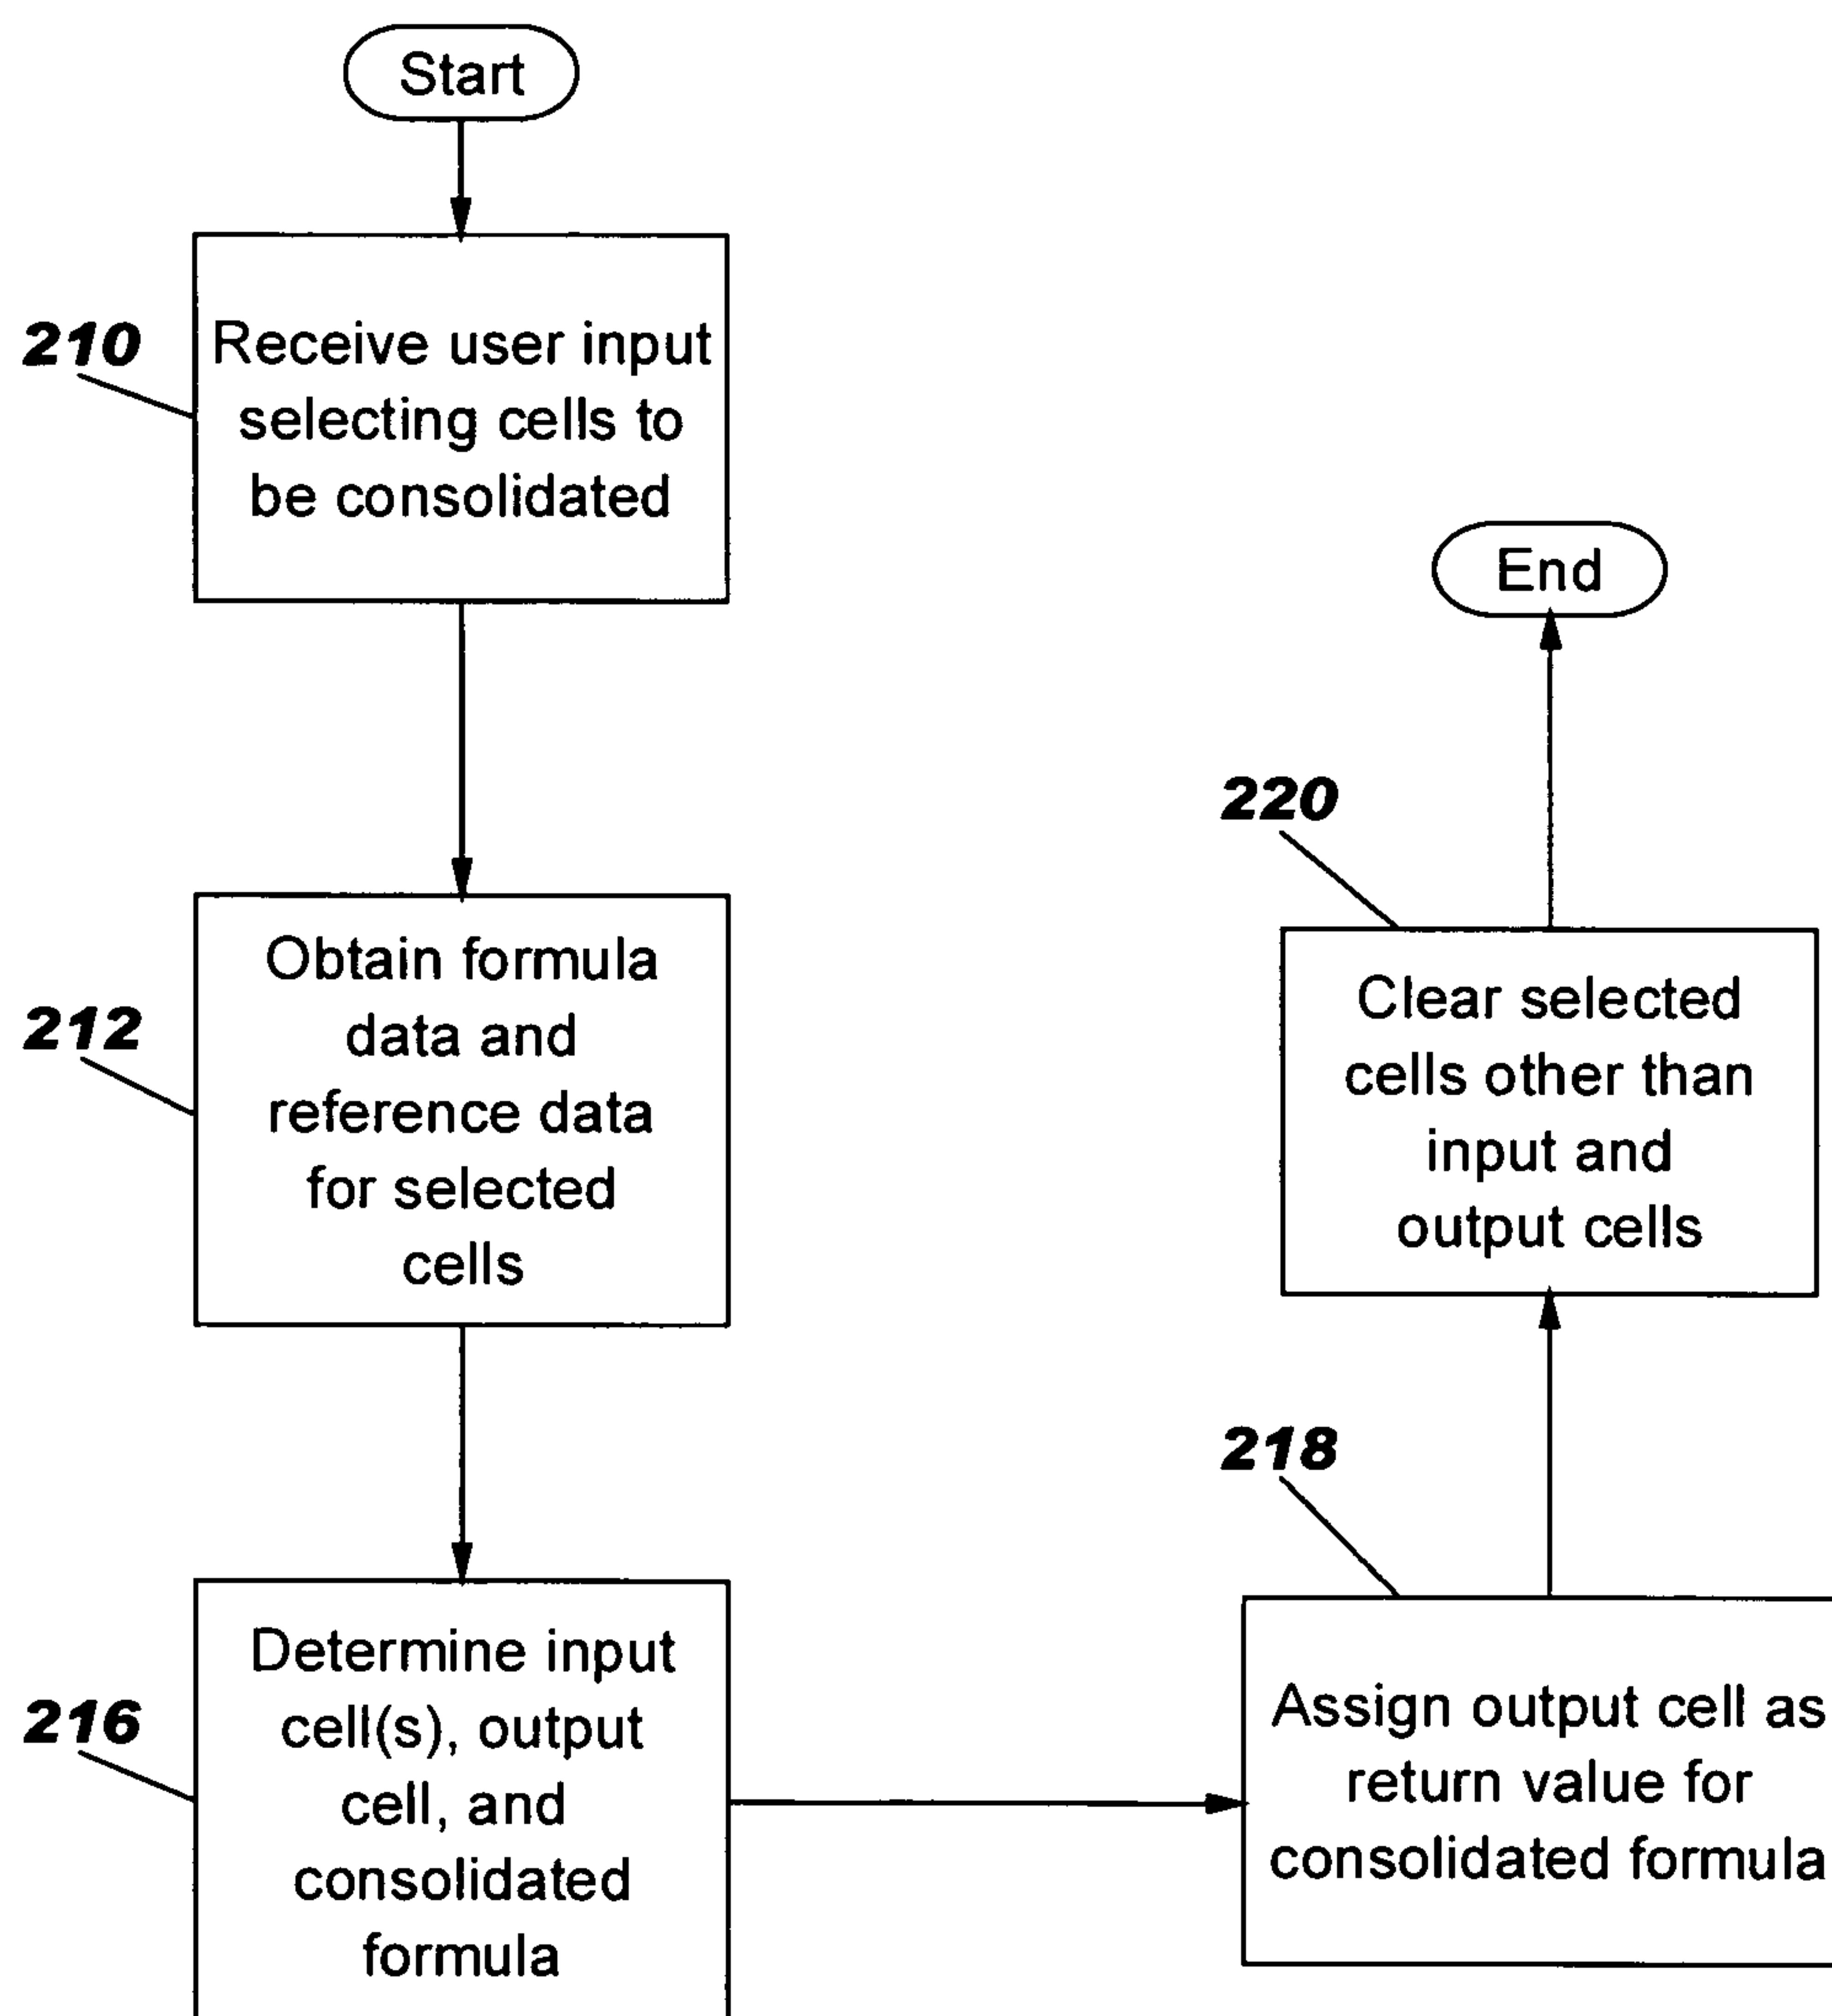 Start
210
Receive user input
selecting cells to
be consolidated
212
Obtain formula
data and
reference data
for selected
cells
216
Determine input
cell(s), output
cell, and
consolidated
formula
218
Assign output cell as
return value for
consolidated formula
220
Clear selected
cells other than
input and
output cells
End